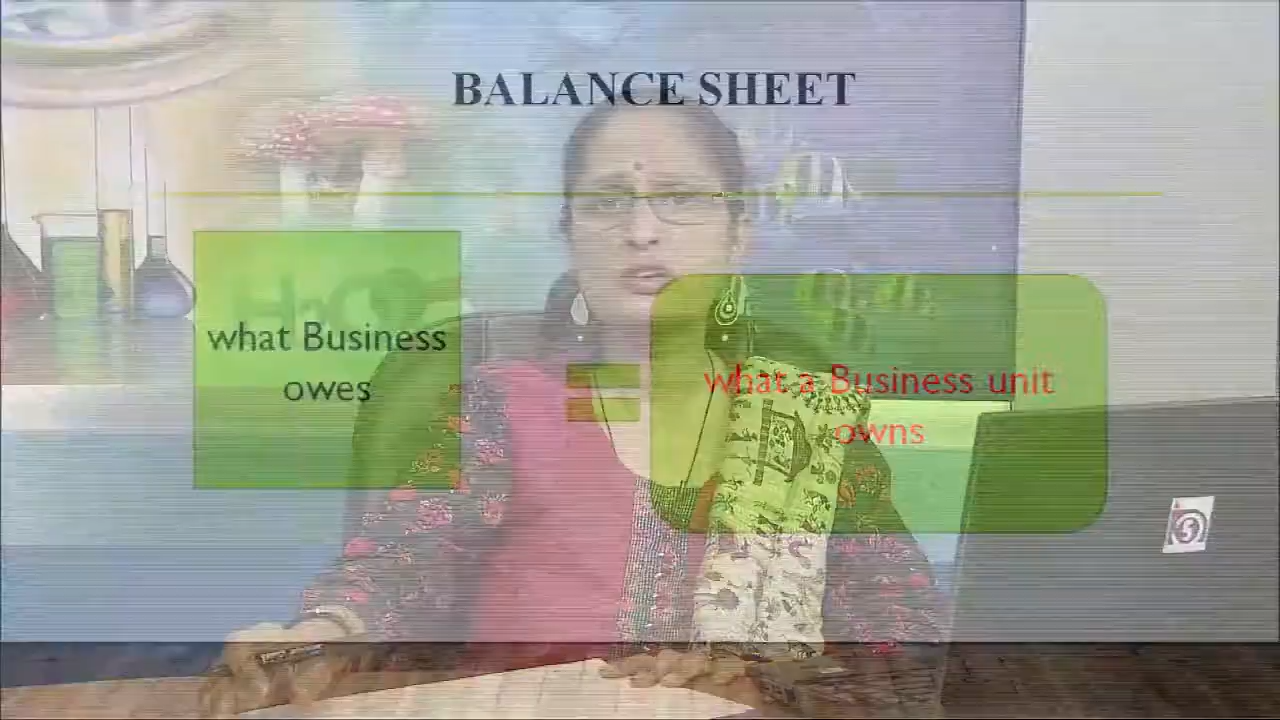 BALANCE SHEET
what Business
owes
=
what a Business unit
owns